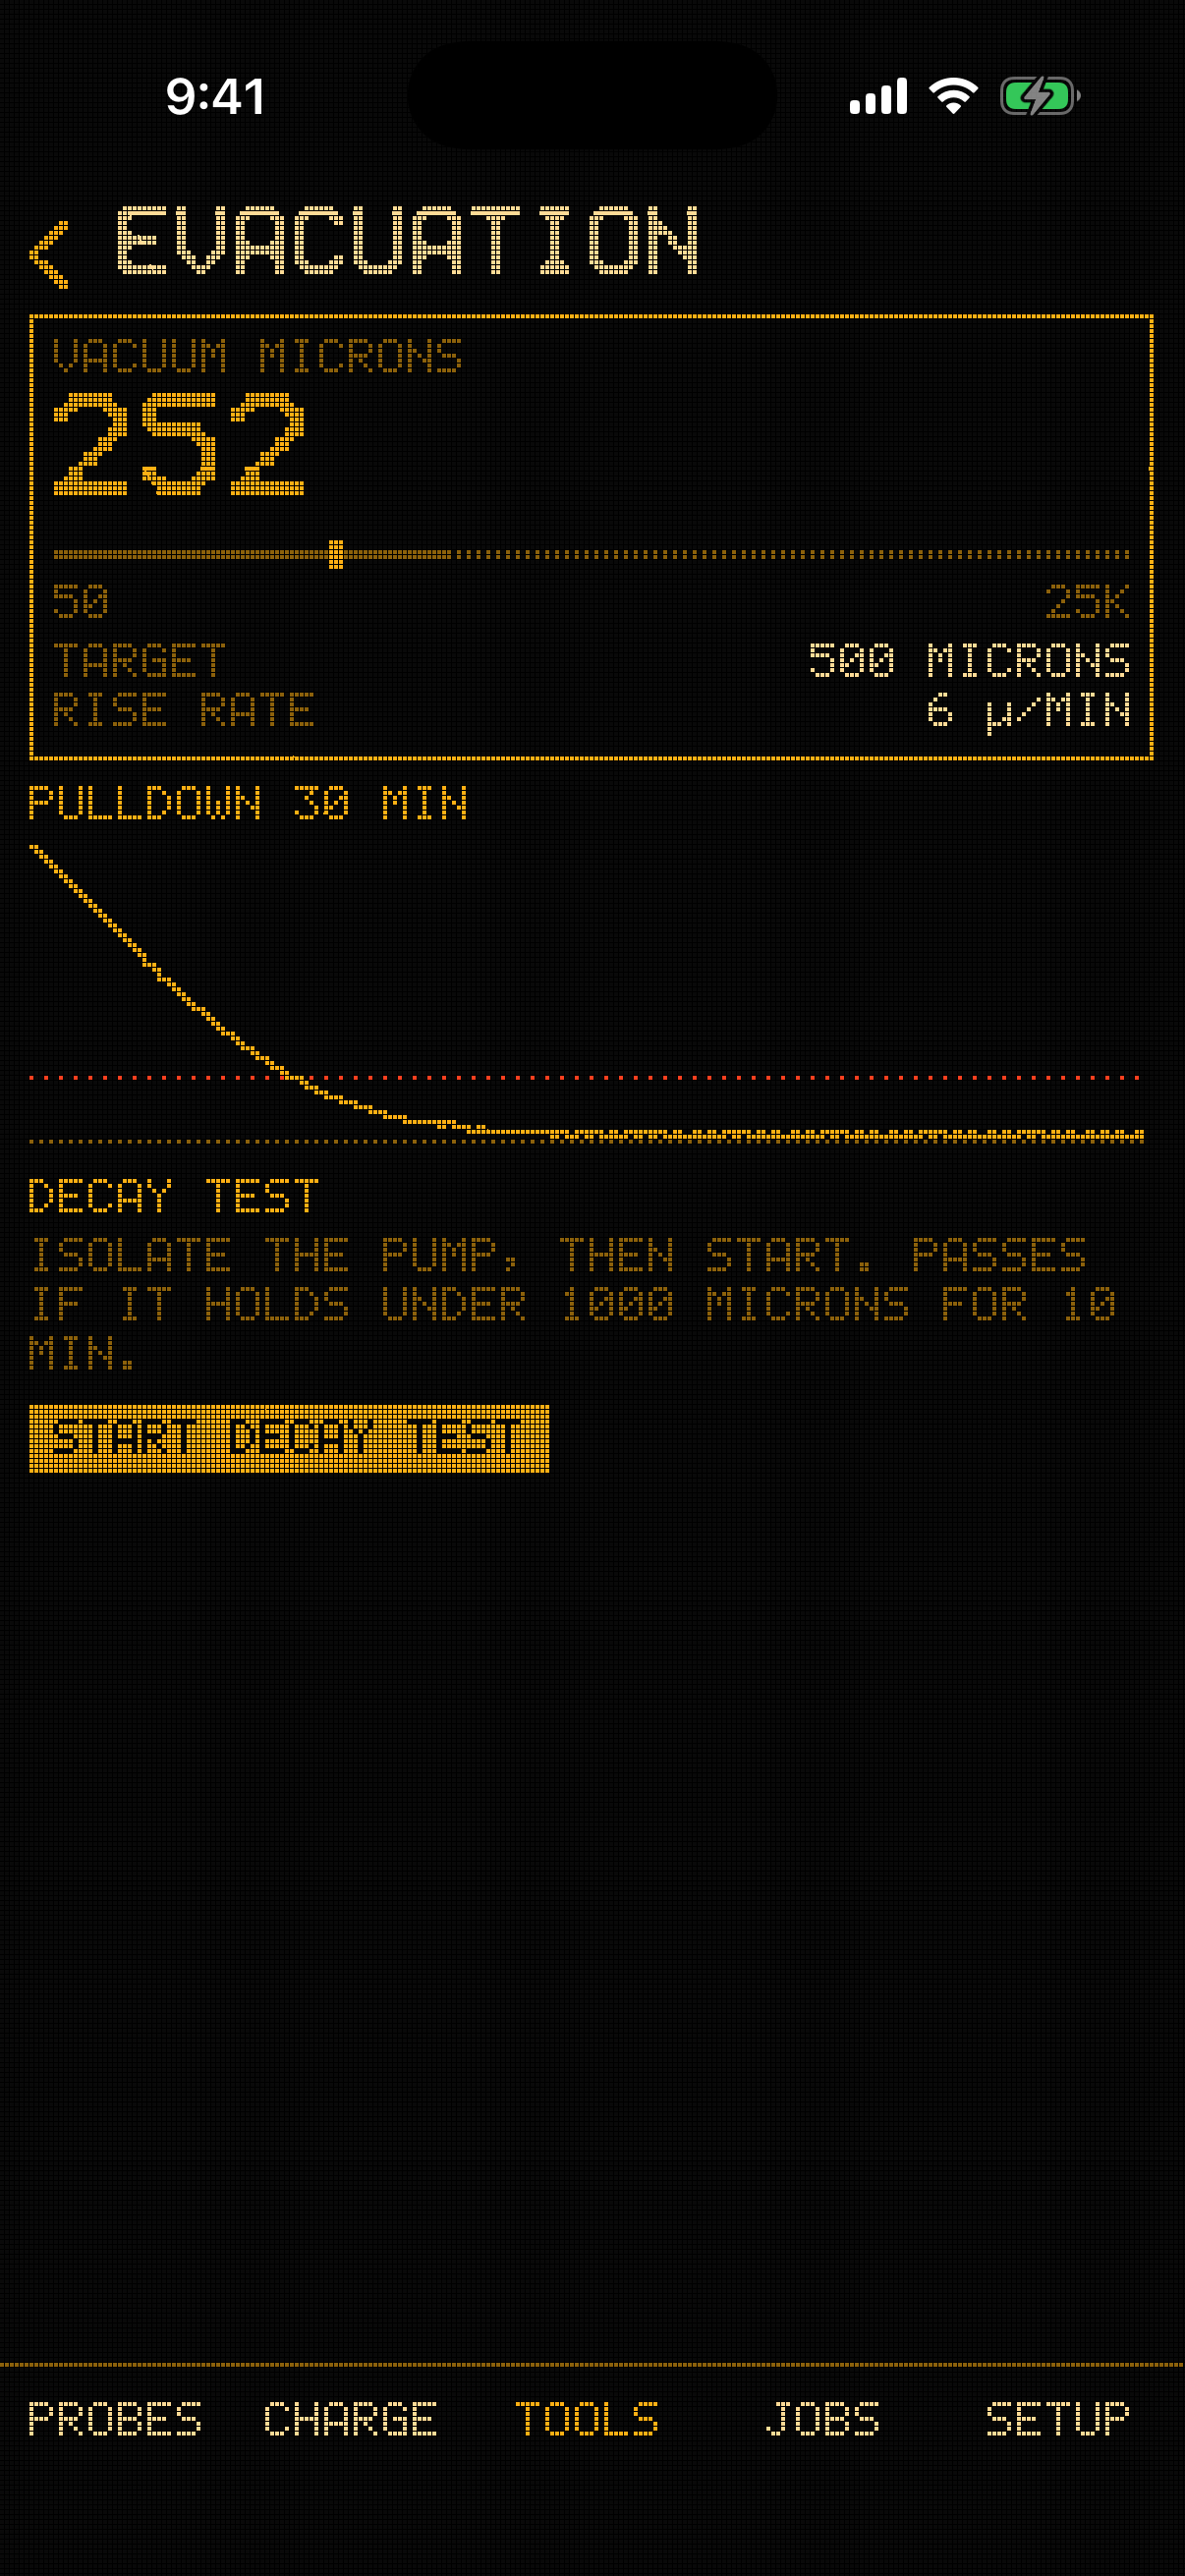 9:41
< EVACUATION
VACUUM MICRONS
252
50 25K
TARGET 500 MICRONS
RISE RATE 6 µ/MIN
PULLDOWN 30 MIN
DECAY TEST
ISOLATE THE PUMP, THEN START. PASSES
IF IT HOLDS UNDER 1000 MICRONS FOR 10
MIN.
START DECAY TEST
PROBES CHARGE TOOLS JOBS SETUP